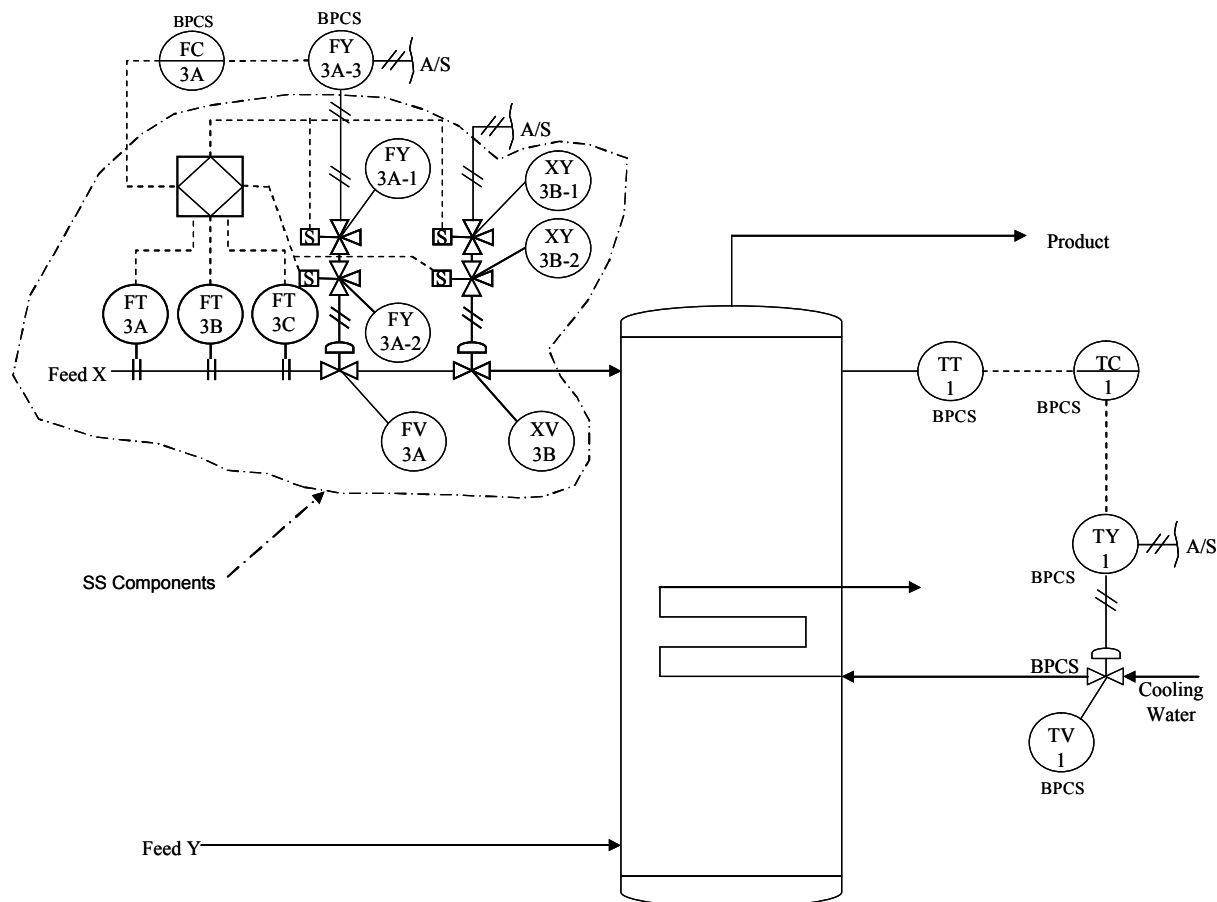 BPCS
BPCS
FC
3A
FY
3A-3
A/S
A/S
FY
3A-1
XY
3B-1
S
S
XY
3B-2
S
S
Product
FT
3A
FT
3B
FT
3C
FY
3A-2
Feed X
TT
1
TC
1
BPCS
BPCS
FV
3A
XV
3B
TY
1
A/S
SS Components
BPCS
BPCS
Cooling
Water
TV
1
BPCS
Feed Y